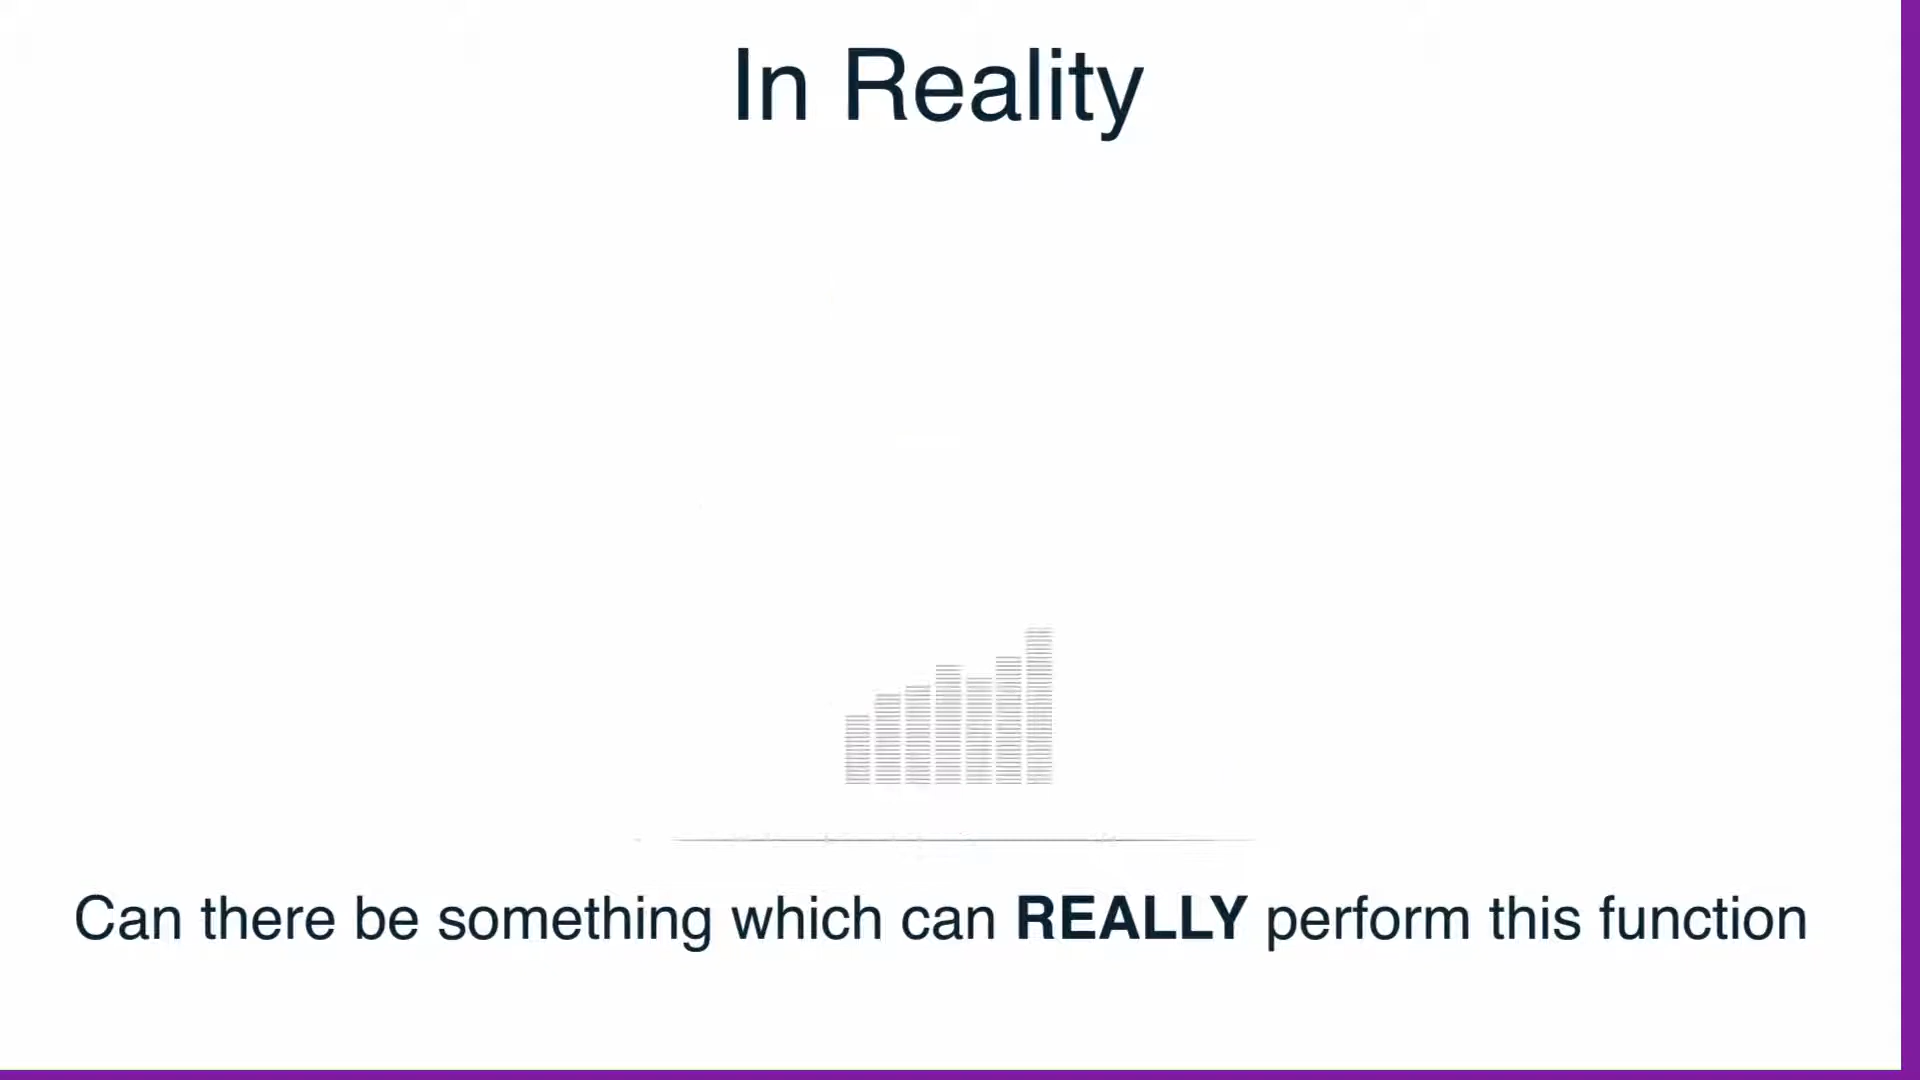 In Reality
Can there be something which can REALLY perform this function